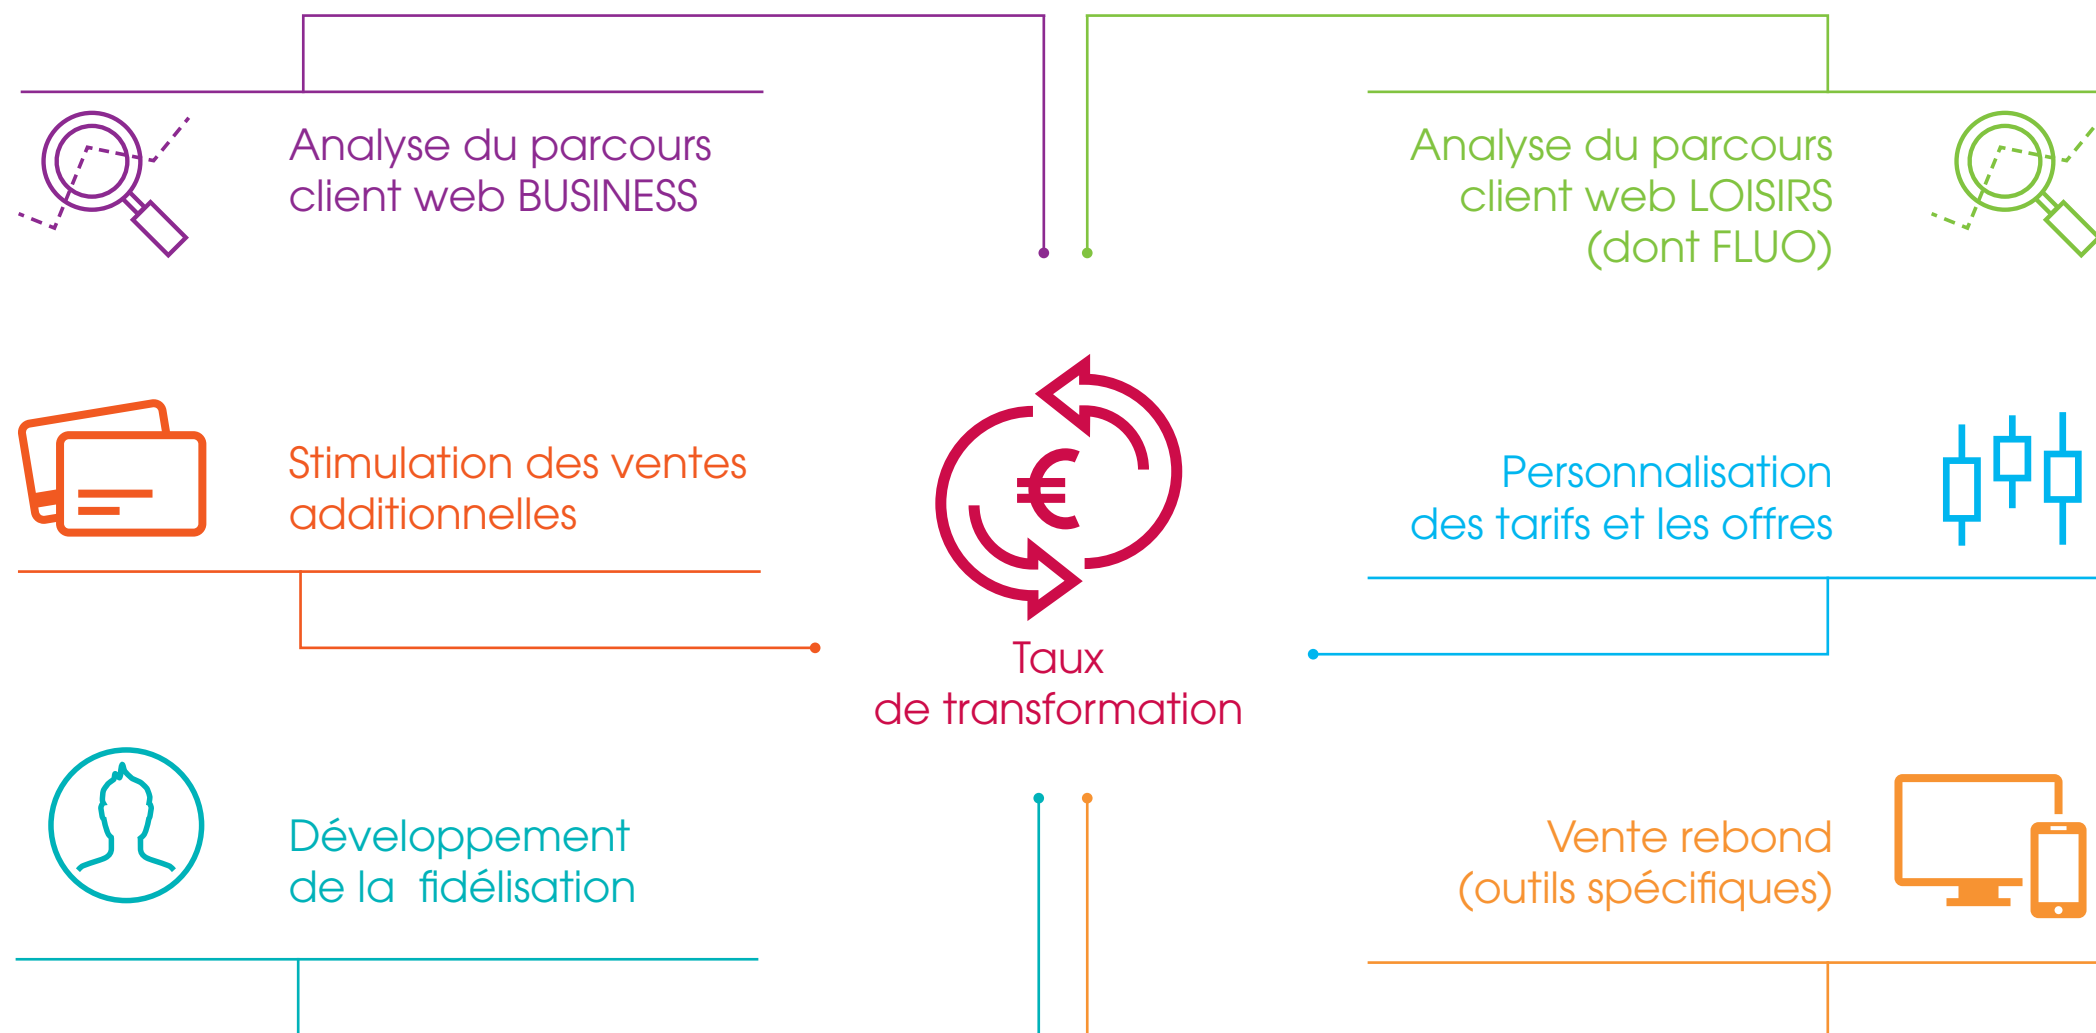 Analyse du parcours
client web BUSINESS
Analyse du parcours
client web LOISIRS
(dont FLUO)
Stimulation des ventes
additionnelles
€
Taux
de transformation
Personnalisation
des tarifs et les offres
Développement
de la  fidélisation
Vente rebond
(outils spécifiques)